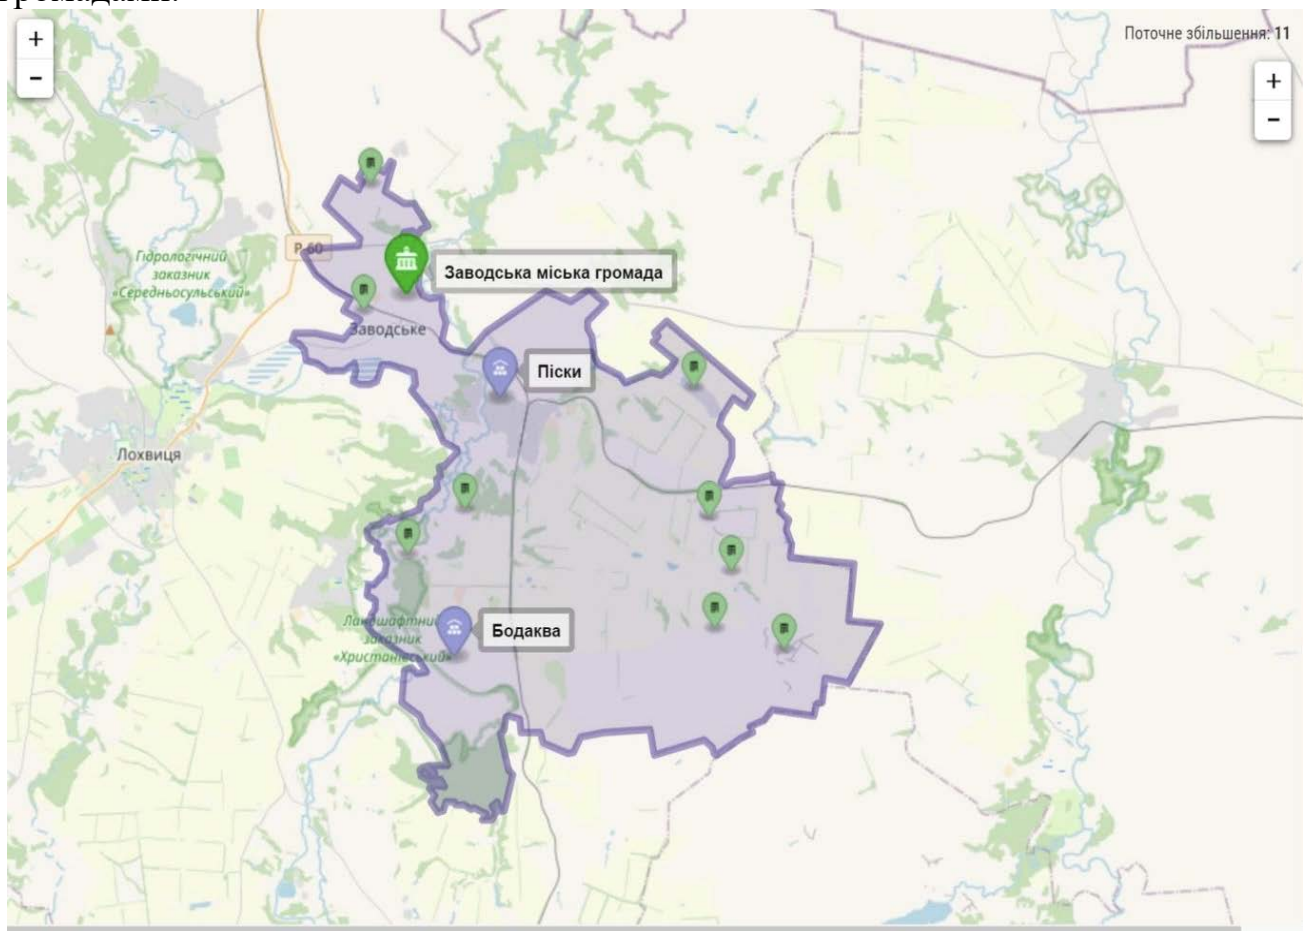 громадами.
+
−
Поточне збільшення: 11
+
−
Р-60
Гідрологічний
заказник
«Середньосульський»
Заводська міська громада
Заводське
Піски
Лохвиця
Бодаква
Ландшафтний
заказник
«Христанівський»